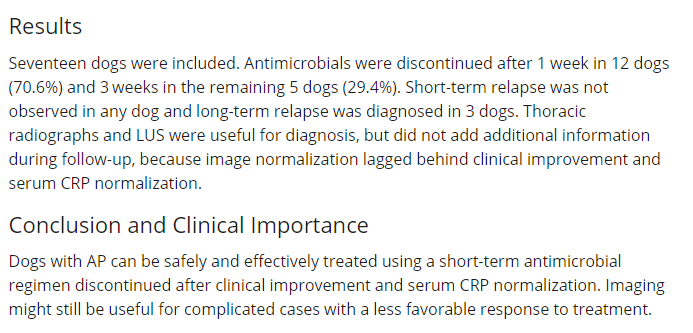 Results
Seventeen dogs were included. Antimicrobials were discontinued after 1 week in 12 dogs
(70.6%) and 3 weeks in the remaining 5 dogs (29.4%). Short-term relapse was not
observed in any dog and long-term relapse was diagnosed in 3 dogs. Thoracic
radiographs and LUS were useful for diagnosis, but did not add additional information
during follow-up, because image normalization lagged behind clinical improvement and
serum CRP normalization.
Conclusion and Clinical Importance
Dogs with AP can be safely and effectively treated using a short-term antimicrobial
regimen discontinued after clinical improvement and serum CRP normalization. Imaging
might still be useful for complicated cases with a less favorable response to treatment.